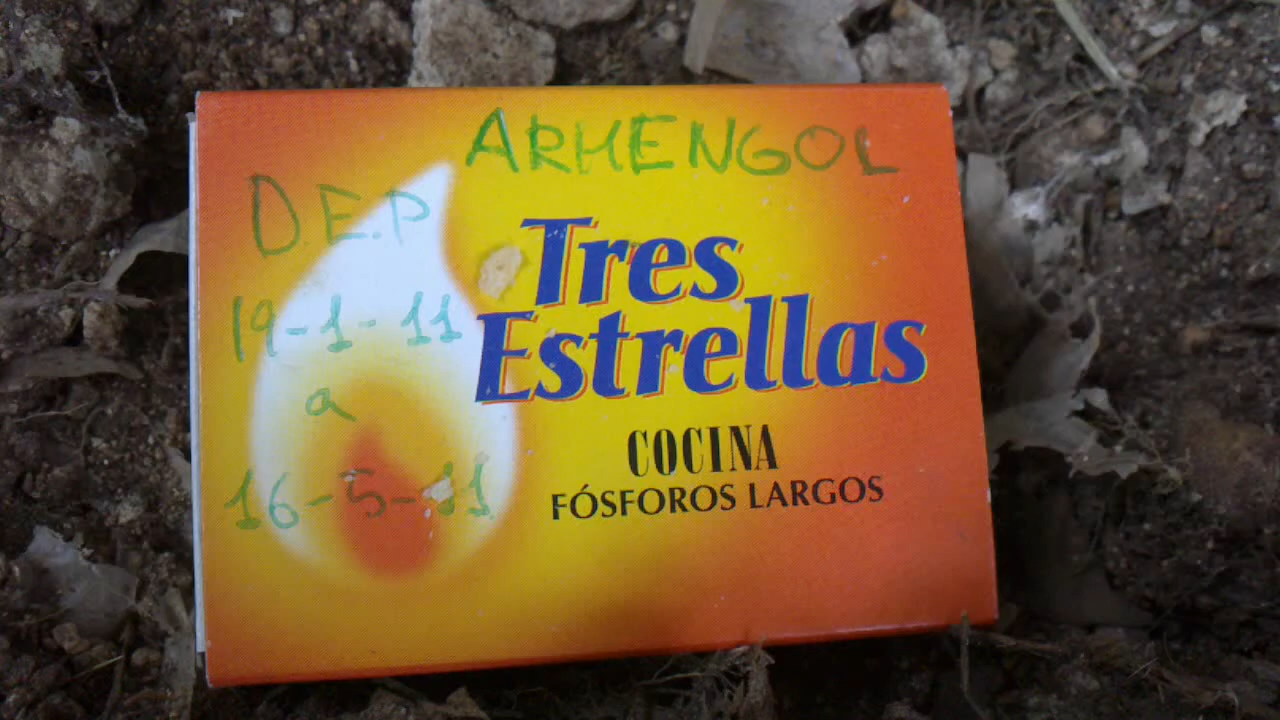 ARMENGOL
D.E.P
19-1-11
a
16-5-11
Tres
Estrellas
COCINA
FÓSFOROS LARGOS